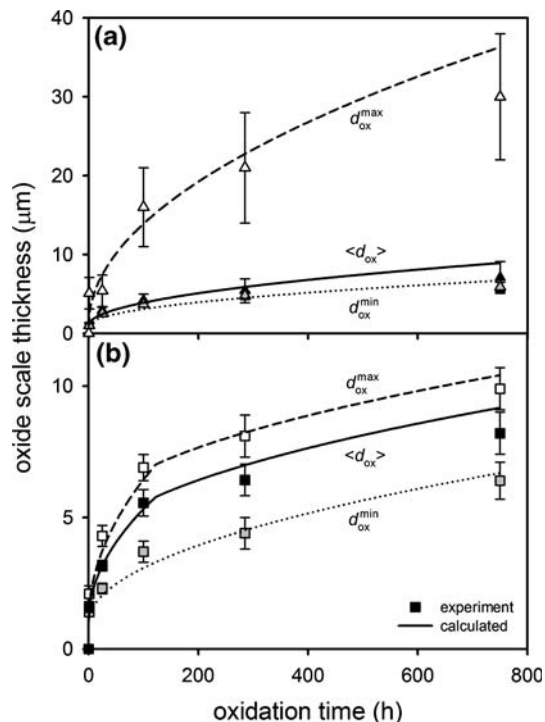 (a)
40
30
20
10
0
d_ox^max
<d_ox>
d_ox^min
oxide scale thickness (μm)
(b)
10
5
0
d_ox^max
<d_ox>
d_ox^min
experiment
calculated
0 200 400 600 800
oxidation time (h)